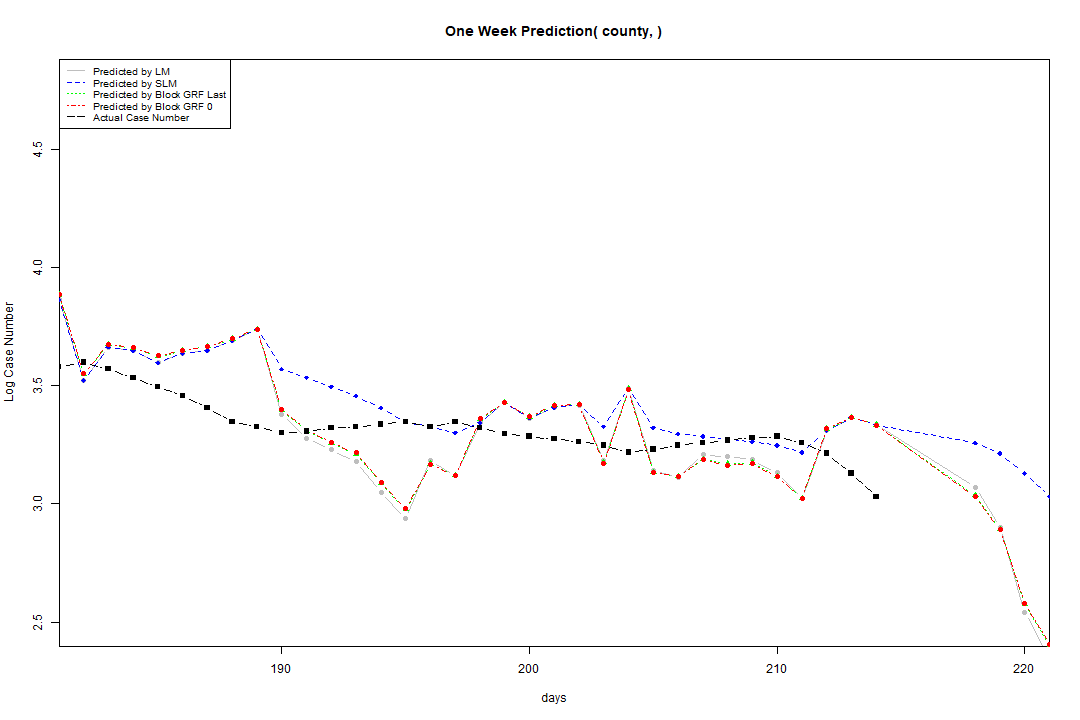 One Week Prediction( county, )
Predicted by LM
Predicted by SLM
Predicted by Block GRF Last
Predicted by Block GRF 0
Actual Case Number
4.5
4.0
3.5
3.0
2.5
Log Case Number
190 200 210 220
days